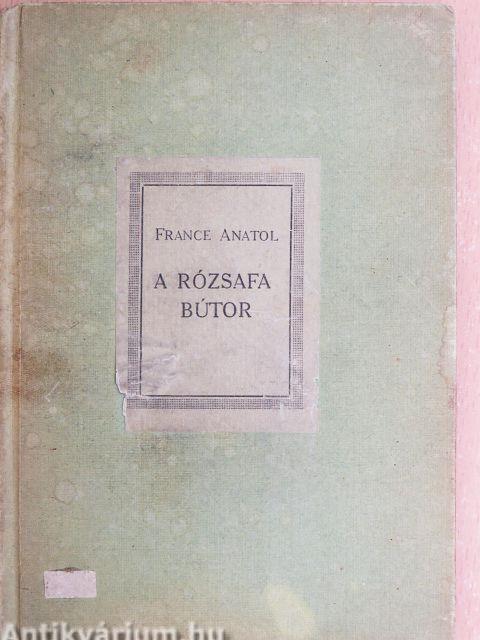 FRANCE ANATOL
A RÓZSAFA
BÚTOR
Antikvárium.hu